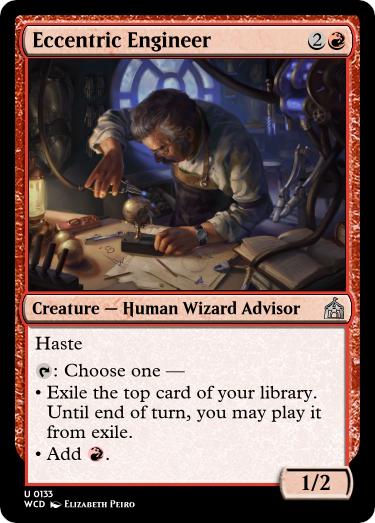 Eccentric Engineer 2
Creature — Human Wizard Advisor
Haste
: Choose one —
• Exile the top card of your library.
Until end of turn, you may play it
from exile.
• Add .
1/2
U 0133
WCD Elizabeth Peiro